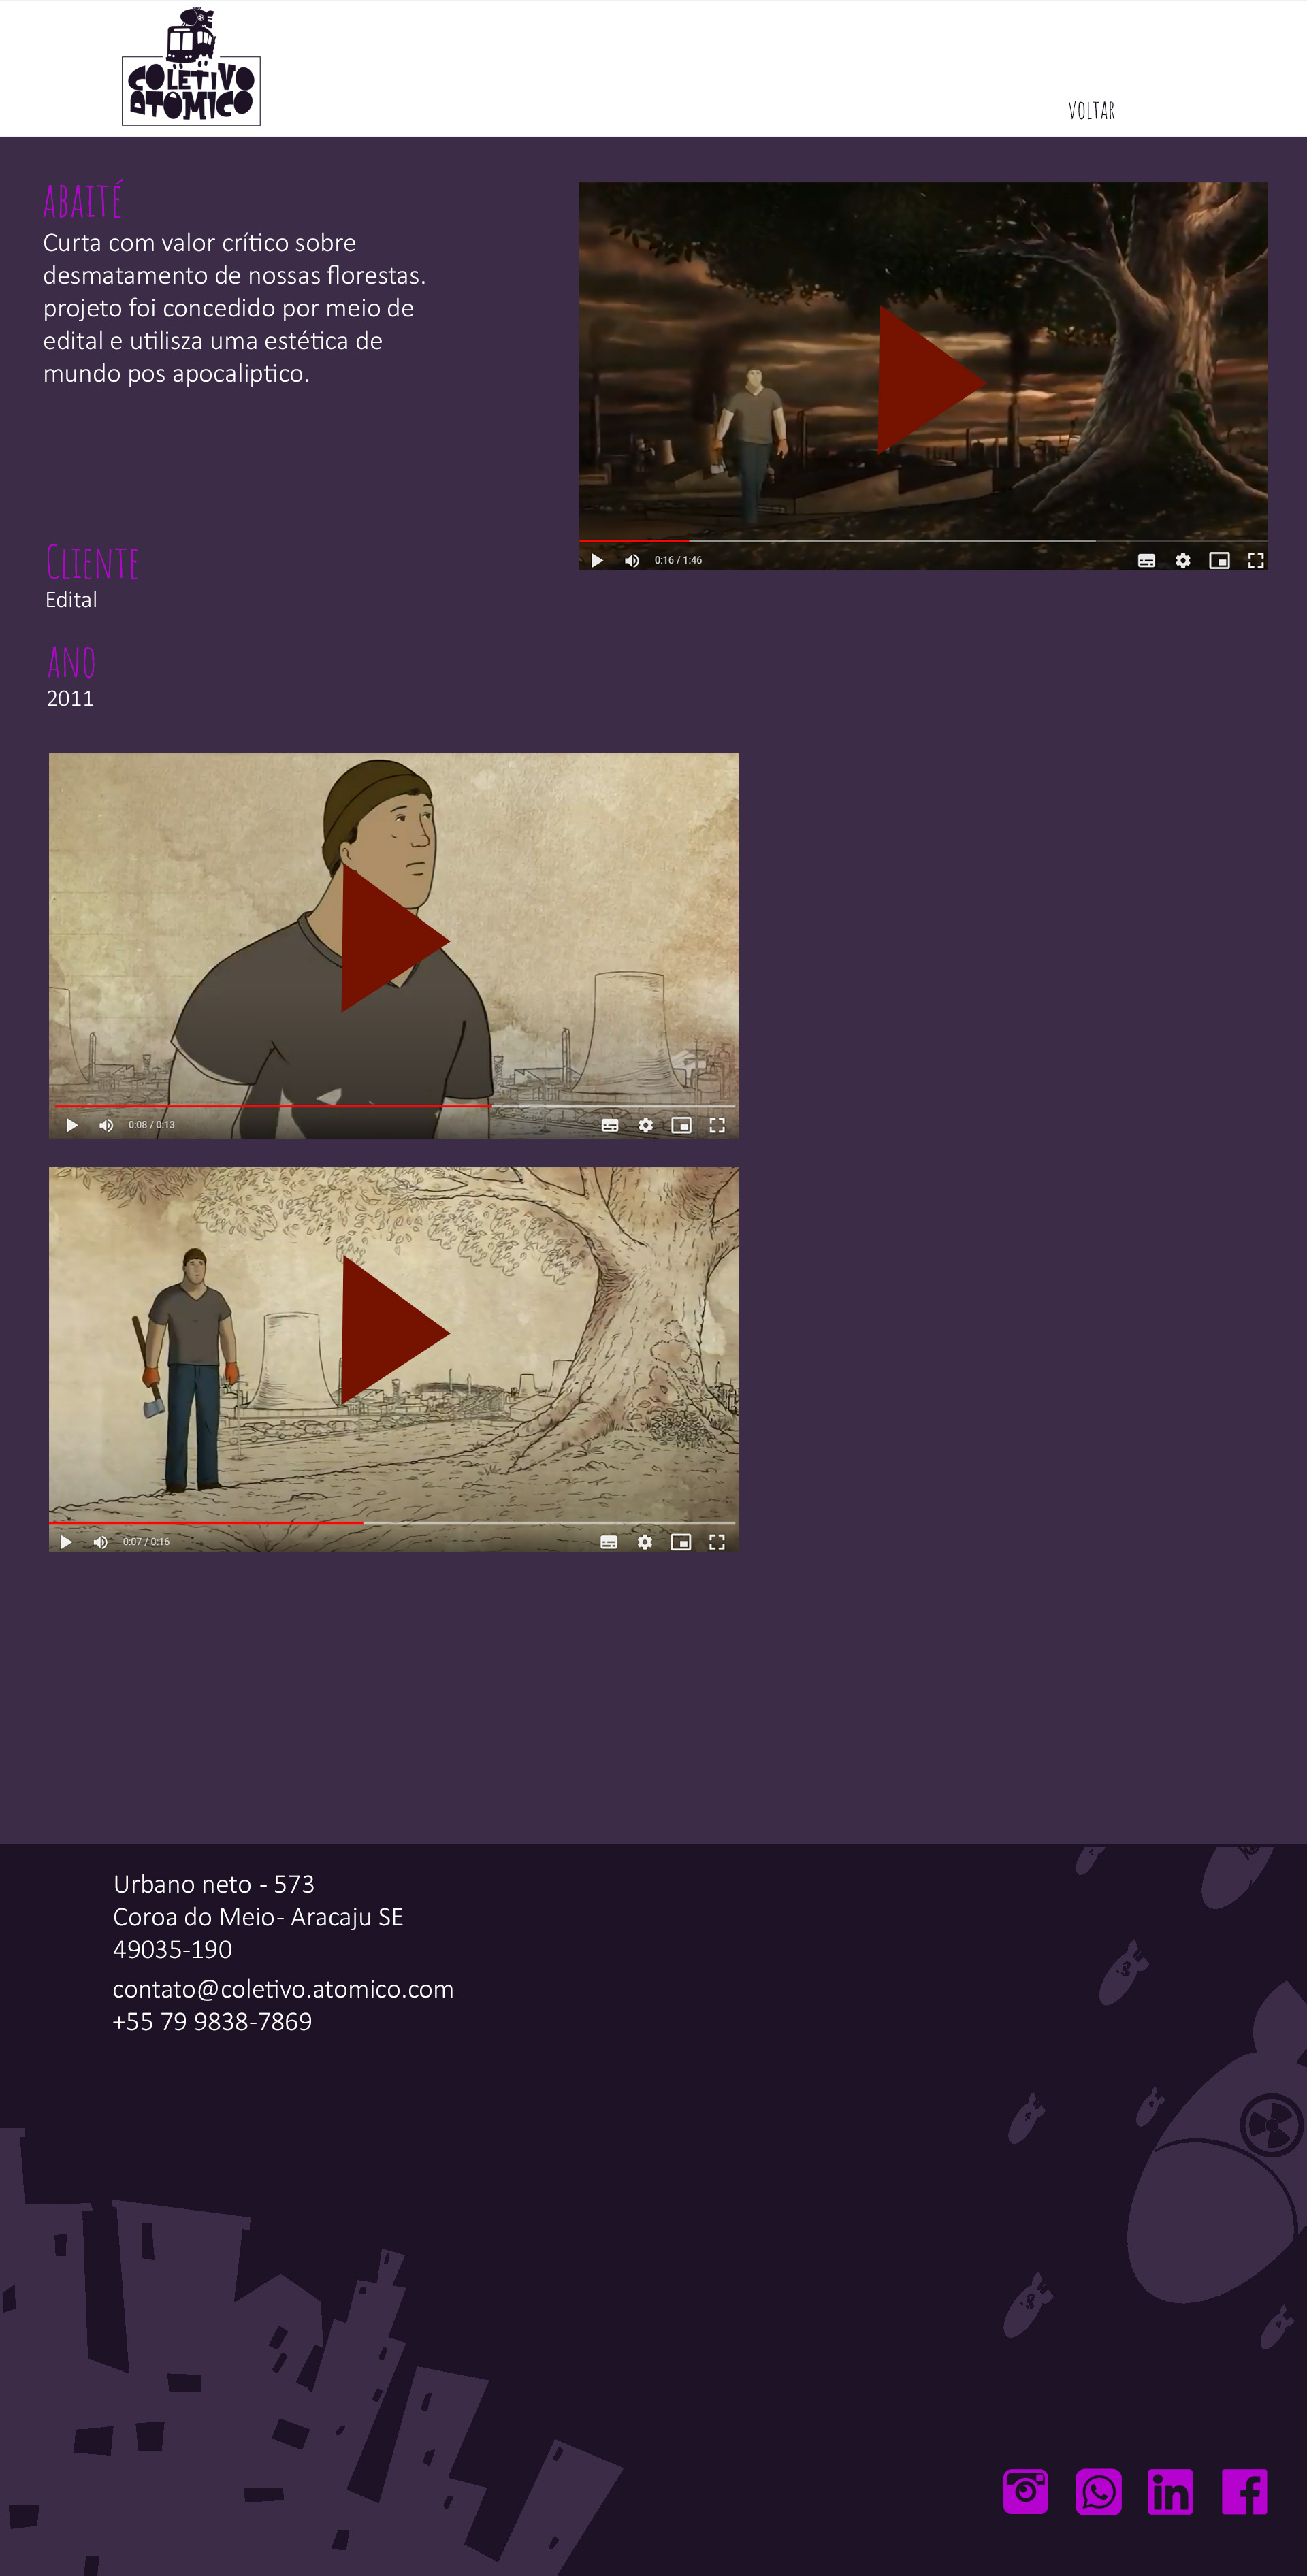 COLETIVO
ATOMICO
VOLTAR
ABAITÉ
Curta com valor crítico sobre
desmatamento de nossas florestas.
projeto foi concedido por meio de
edital e utilisza uma estética de
mundo pos apocaliptico.
0:16 / 1:46
CLIENTE
Edital
ANO
2011
0:08 / 0:13
0:07 / 0:16
Urbano neto - 573
Coroa do Meio- Aracaju SE
49035-190
contato@coletivo.atomico.com
+55 79 9838-7869